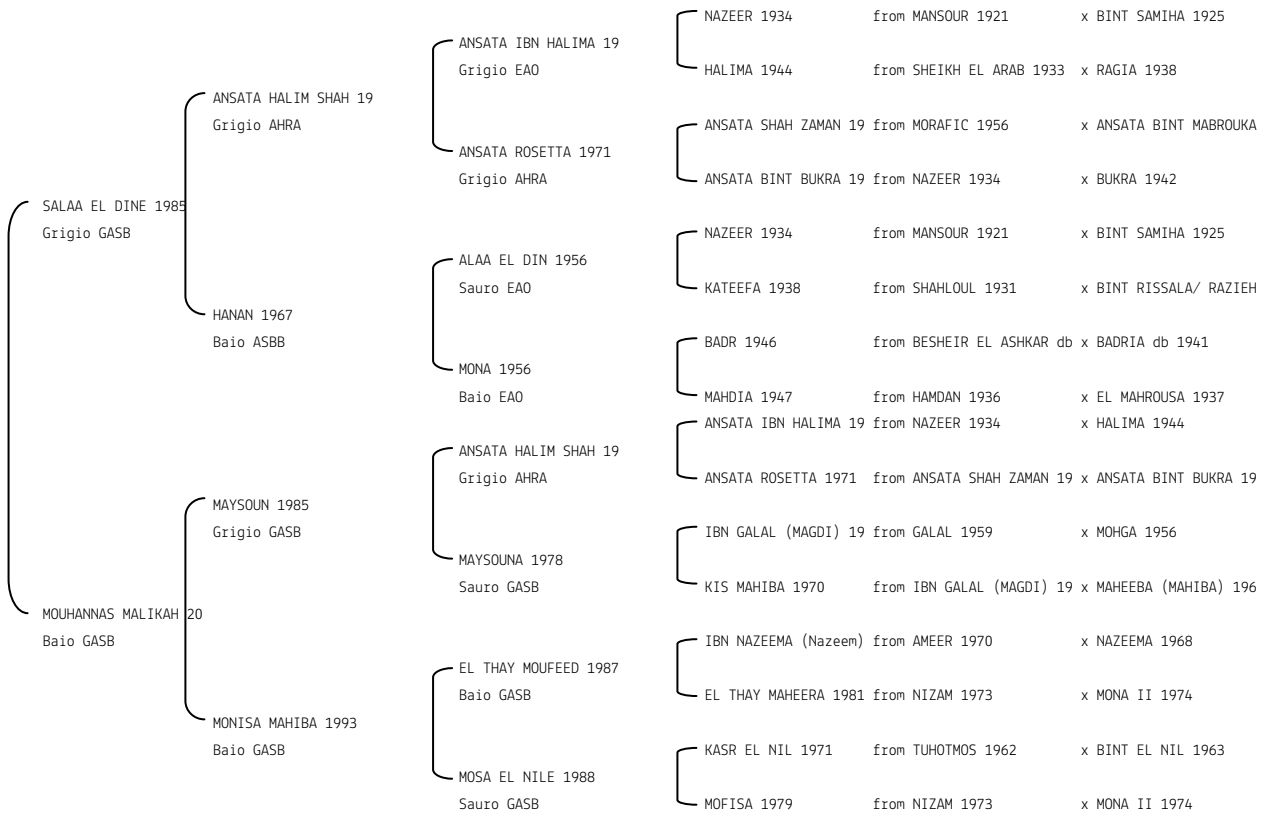 NAZEER 1934 from MANSOUR 1921 x BINT SAMIHA 1925
ANSATA IBN HALIMA 19
Grigio EAO
HALIMA 1944 from SHEIKH EL ARAB 1933 x RAGIA 1938
ANSATA HALIM SHAH 19
Grigio AHRA
ANSATA SHAH ZAMAN 19 from MORAFIC 1956 x ANSATA BINT MABROUKA
ANSATA ROSETTA 1971
Grigio AHRA
ANSATA BINT BUKRA 19 from NAZEER 1934 x BUKRA 1942
SALAA EL DINE 1985
Grigio GASB
NAZEER 1934 from MANSOUR 1921 x BINT SAMIHA 1925
ALAA EL DIN 1956
Sauro EAO
KATEEFA 1938 from SHAHLOUL 1931 x BINT RISSALA/ RAZIEH
HANAN 1967
Baio ASBB
BADR 1946 from BESHEIR EL ASHKAR db x BADRIA db 1941
MONA 1956
Baio EAO
MAHDIA 1947 from HAMDAN 1936 x EL MAHROUSA 1937
ANSATA IBN HALIMA 19 from NAZEER 1934 x HALIMA 1944
ANSATA HALIM SHAH 19
Grigio AHRA
ANSATA ROSETTA 1971 from ANSATA SHAH ZAMAN 19 x ANSATA BINT BUKRA 19
MAYSOUN 1985
Grigio GASB
IBN GALAL (MAGDI) 19 from GALAL 1959 x MOHGA 1956
MAYSOUNA 1978
Sauro GASB
KIS MAHIBA 1970 from IBN GALAL (MAGDI) 19 x MAHEEBA (MAHIBA) 196
MOUHANNAS MALIKAH 20
Baio GASB
IBN NAZEEMA (Nazeem) from AMEER 1970 x NAZEEMA 1968
EL THAY MOUFEED 1987
Baio GASB
EL THAY MAHEERA 1981 from NIZAM 1973 x MONA II 1974
MONISA MAHIBA 1993
Baio GASB
KASR EL NIL 1971 from TUHOTMOS 1962 x BINT EL NIL 1963
MOSA EL NILE 1988
Sauro GASB
MOFISA 1979 from NIZAM 1973 x MONA II 1974